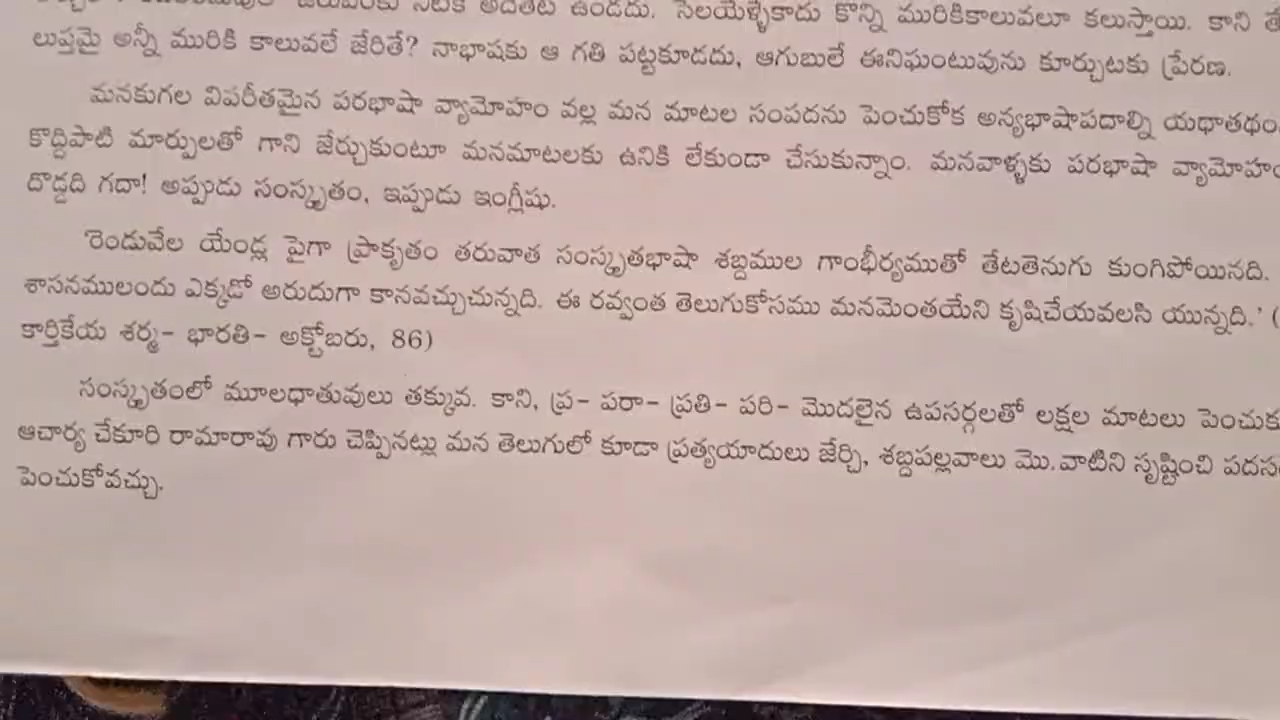 నీటికి అదితేట ఉండదు. సెలయేళ్ళేకాదు కొన్ని మురికికాలువలూ కలుస్తాయి. కాని
లుప్తమై అన్నీ మురికి కాలువలే జేరితే? నాభాషకు ఆ గతి పట్టకూడదు, ఆగుబులే ఈనిఘంటువును కూర్చుటకు ప్రేరణ.
మనకుగల విపరీతమైన పరభాషా వ్యామోహం వల్ల మన మాటల సంపదను పెంచుకోక అన్యభాషాపదాల్ని యథాతథం
కొద్దిపాటి మార్పులతో గాని జేర్చుకుంటూ మనమాటలకు ఉనికి లేకుండా చేసుకున్నాం. మనవాళ్ళకు పరభాషా వ్యామోహం
దొడ్డది గదా! అప్పుడు సంస్కృతం, ఇప్పుడు ఇంగ్లీషు.
'రెండువేల యేండ్ల పైగా ప్రాకృతం తరువాత సంస్కృతభాషా శబ్దముల గాంభీర్యముతో తేటతెనుగు కుంగిపోయినది.
శాసనములందు ఎక్కడో అరుదుగా కానవచ్చుచున్నది. ఈ రవ్వంత తెలుగుకోసము మనమెంతయేని కృషిచేయవలసి యున్నది.' (
కార్తికేయ శర్మ- భారతి- అక్టోబరు, 86)
సంస్కృతంలో మూలధాతువులు తక్కువ. కాని, ప్ర- పరా- ప్రతి- పరి- మొదలైన ఉపసర్గలతో లక్షల మాటలు
ఆచార్య చేకూరి రామారావు గారు చెప్పినట్లు మన తెలుగులో కూడా ప్రత్యయాదులు జేర్చి, శబ్దపల్లవాలు మొ.వాటిని సృష్టించి
పెంచుకోవచ్చు.